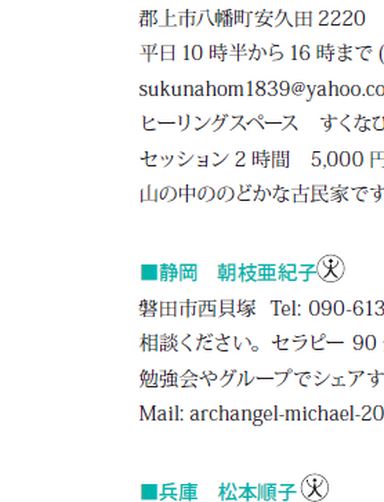 郡上市八幡町安久田 2220
平日 10 時半から 16 時まで (
sukunahom1839@yahoo.co
ヒーリングスペース　すくなひ
セッション 2 時間　5,000 円
山の中ののどかな古民家です
■静岡　朝枝亜紀子
磐田市西貝塚　Tel: 090-613
相談ください。セラピー 90
勉強会やグループでシェアす
Mail: archangel-michael-20
■兵庫　松本順子